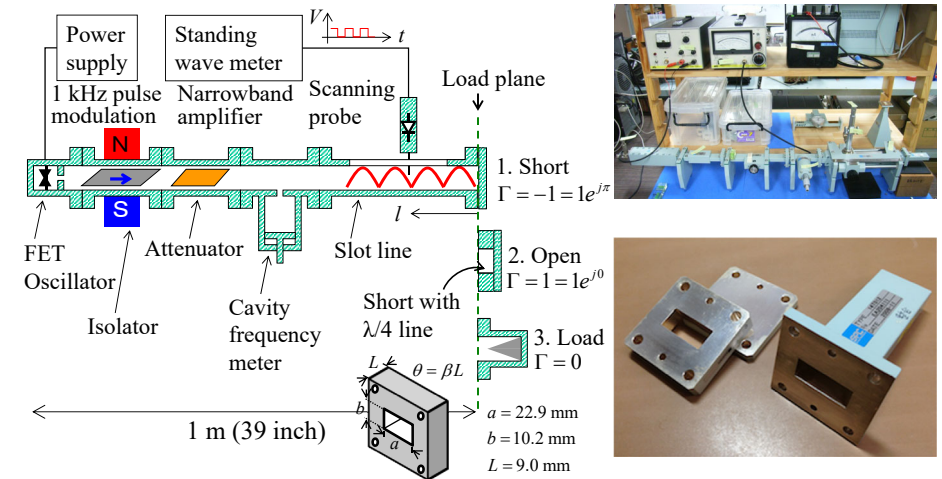 Power
supply
Standing
wave meter
V
t
1 kHz pulse
modulation
Narrowband
amplifier
Scanning
probe
Load plane
N
S
1. Short
Γ = −1 = 1e^{jπ}
l
FET
Oscillator
Isolator
Attenuator
Cavity
frequency
meter
Slot line
2. Open
Γ = 1 = 1e^{j0}
Short with
λ/4 line
3. Load
Γ = 0
L
θ = βL
b
a
1 m (39 inch)
a = 22.9 mm
b = 10.2 mm
L = 9.0 mm